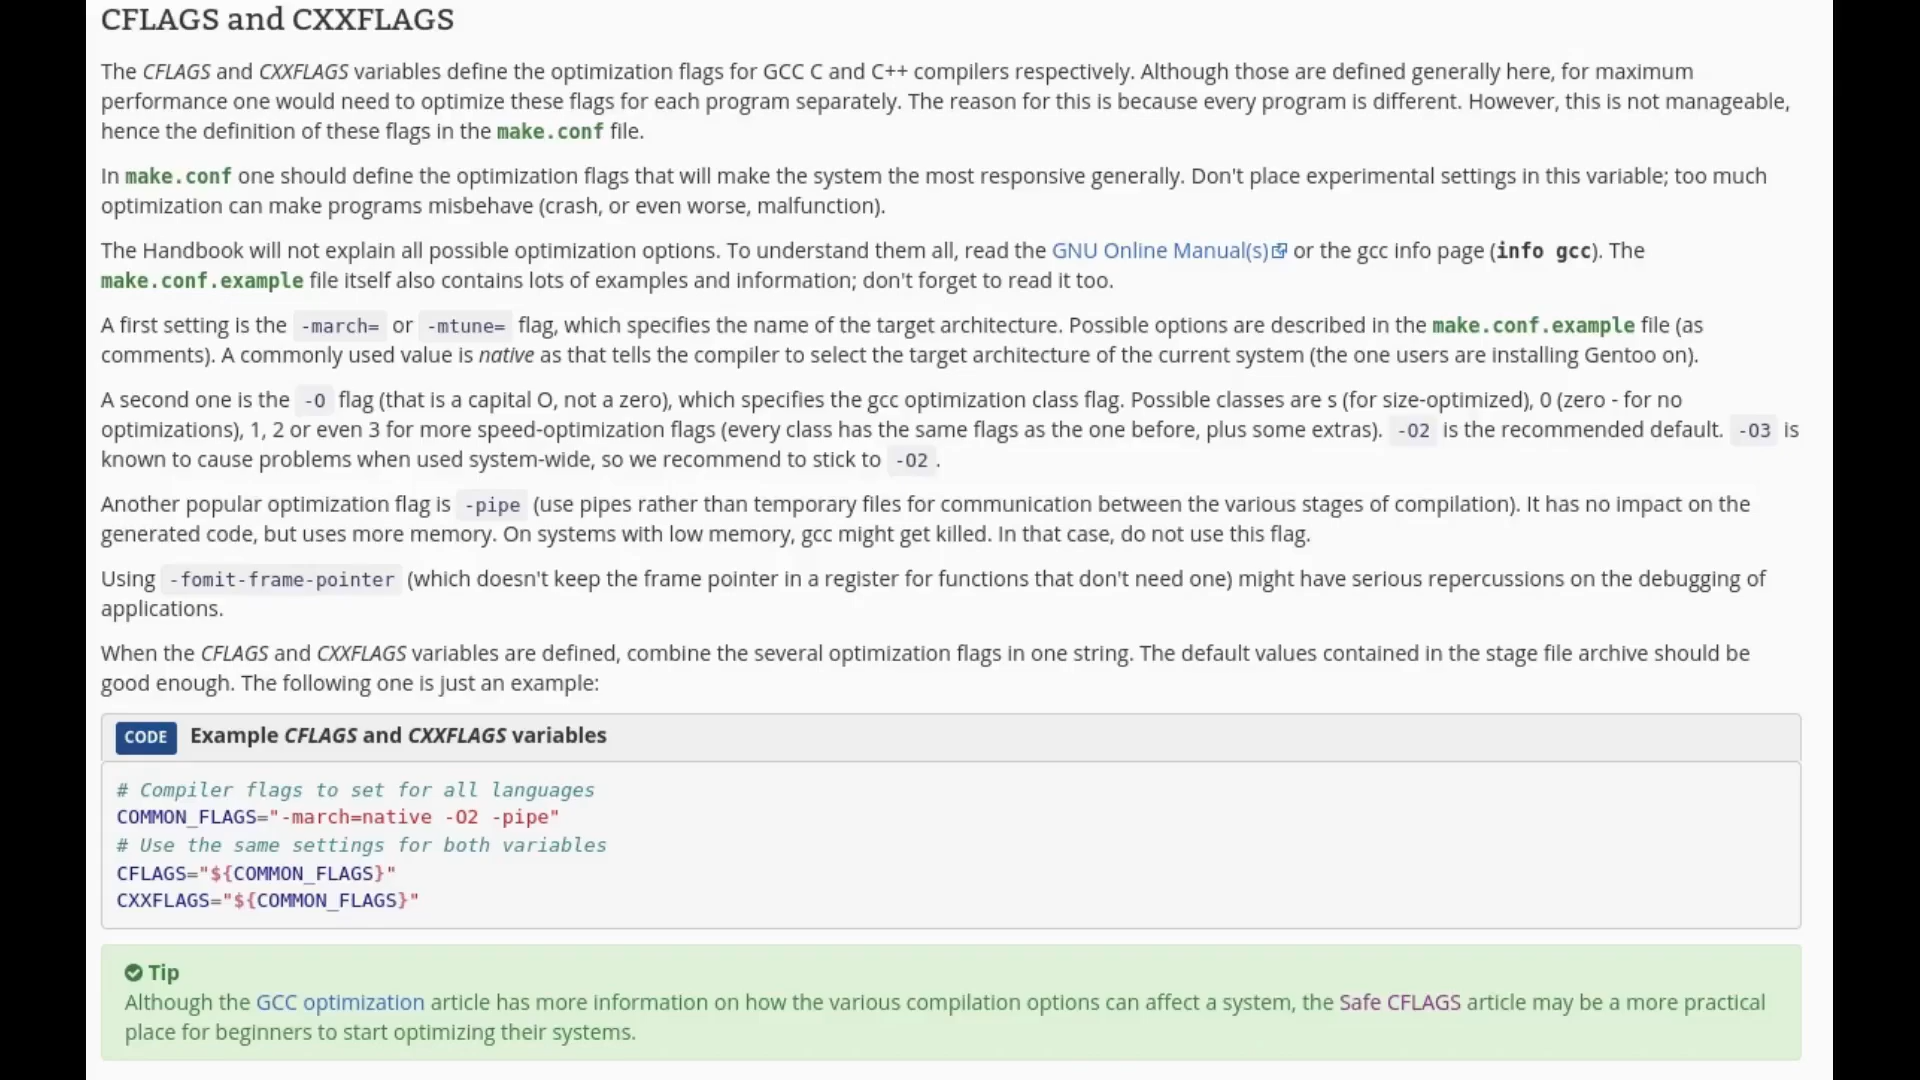 CFLAGS and CXXFLAGS
The CFLAGS and CXXFLAGS variables define the optimization flags for GCC C and C++ compilers respectively. Although those are defined generally here, for maximum
performance one would need to optimize these flags for each program separately. The reason for this is because every program is different. However, this is not manageable,
hence the definition of these flags in the make.conf file.
In make.conf one should define the optimization flags that will make the system the most responsive generally. Don't place experimental settings in this variable; too much
optimization can make programs misbehave (crash, or even worse, malfunction).
The Handbook will not explain all possible optimization options. To understand them all, read the GNU Online Manual(s) or the gcc info page (info gcc). The
make.conf.example file itself also contains lots of examples and information; don't forget to read it too.
A first setting is the -march= or -mtune= flag, which specifies the name of the target architecture. Possible options are described in the make.conf.example file (as
comments). A commonly used value is native as that tells the compiler to select the target architecture of the current system (the one users are installing Gentoo on).
A second one is the -O flag (that is a capital O, not a zero), which specifies the gcc optimization class flag. Possible classes are s (for size-optimized), 0 (zero - for no
optimizations), 1, 2 or even 3 for more speed-optimization flags (every class has the same flags as the one before, plus some extras). -O2 is the recommended default. -O3 is
known to cause problems when used system-wide, so we recommend to stick to -O2.
Another popular optimization flag is -pipe (use pipes rather than temporary files for communication between the various stages of compilation). It has no impact on the
generated code, but uses more memory. On systems with low memory, gcc might get killed. In that case, do not use this flag.
Using -fomit-frame-pointer (which doesn't keep the frame pointer in a register for functions that don't need one) might have serious repercussions on the debugging of
applications.
When the CFLAGS and CXXFLAGS variables are defined, combine the several optimization flags in one string. The default values contained in the stage file archive should be
good enough. The following one is just an example:
CODE Example CFLAGS and CXXFLAGS variables
# Compiler flags to set for all languages
COMMON_FLAGS="-march=native -O2 -pipe"
# Use the same settings for both variables
CFLAGS="${COMMON_FLAGS}"
CXXFLAGS="${COMMON_FLAGS}"
Tip
Although the GCC optimization article has more information on how the various compilation options can affect a system, the Safe CFLAGS article may be a more practical
place for beginners to start optimizing their systems.